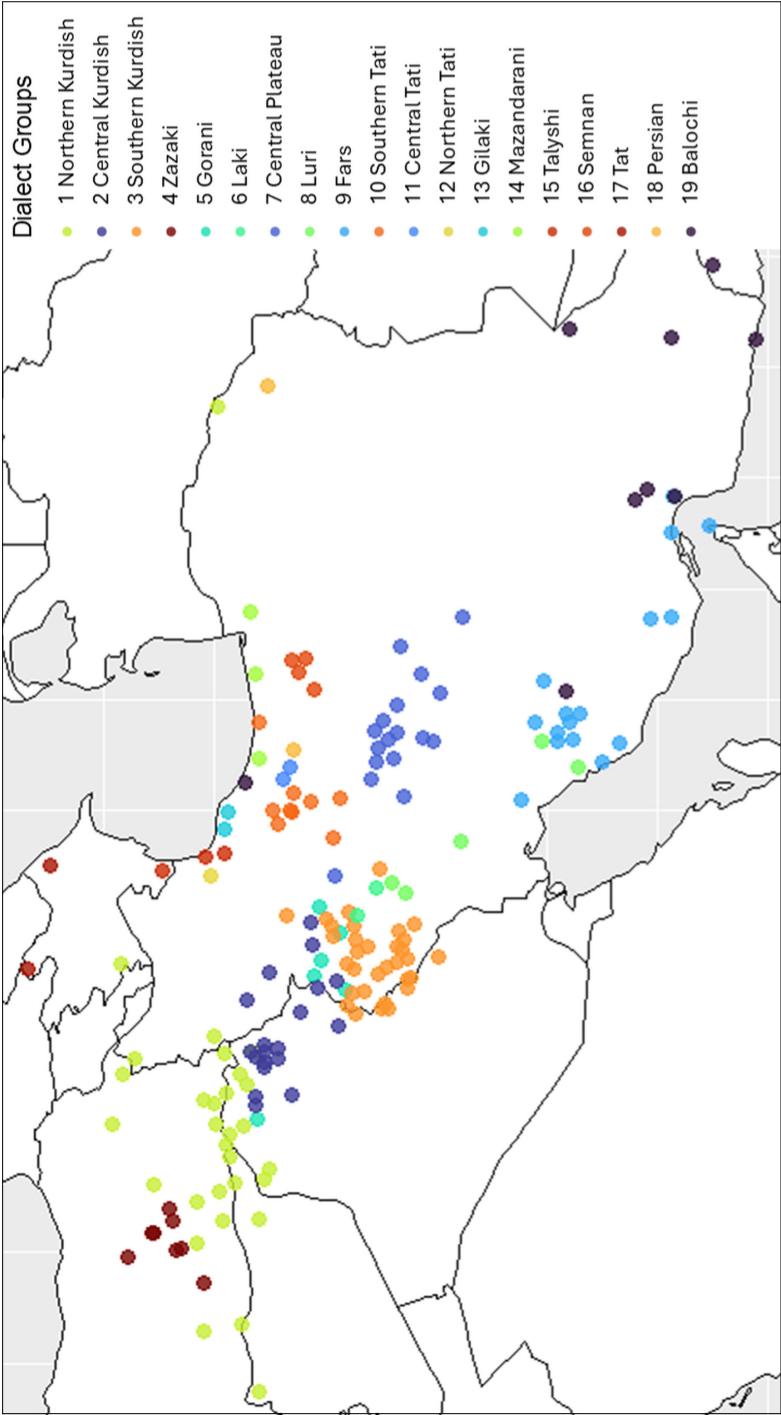 Dialect Groups
1 Northern Kurdish
2 Central Kurdish
3 Southern Kurdish
4 Zazaki
5 Gorani
6 Laki
7 Central Plateau
8 Luri
9 Fars
10 Southern Tati
11 Central Tati
12 Northern Tati
13 Gilaki
14 Mazandarani
15 Talyshi
16 Semnan
17 Tat
18 Persian
19 Balochi